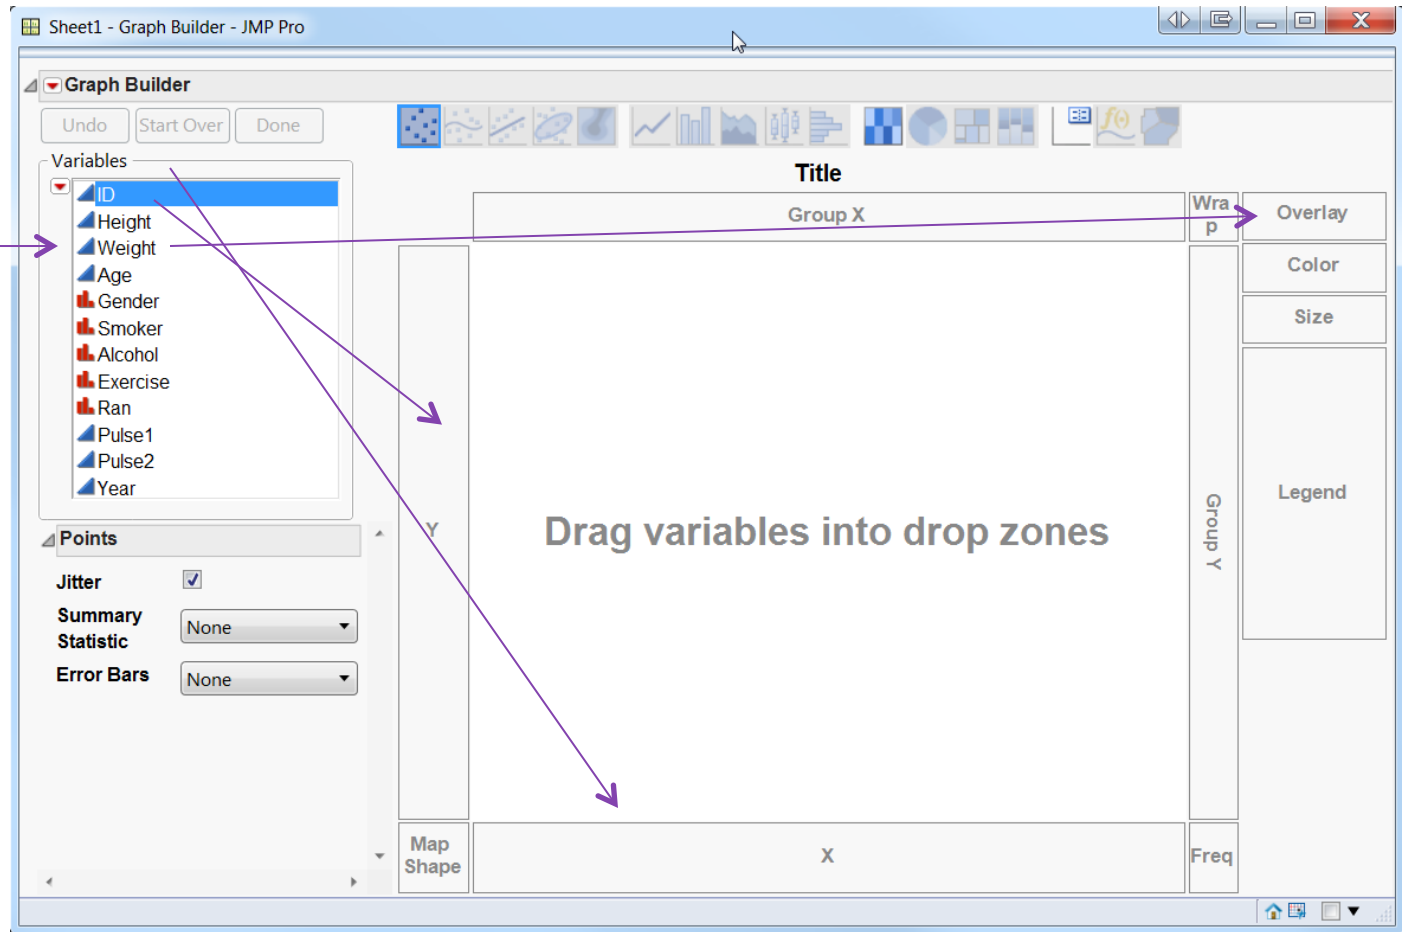 Sheet1 - Graph Builder - JMP Pro
Graph Builder
Undo
Start Over
Done
Variables
ID
Height
Weight
Age
Gender
Smoker
Alcohol
Exercise
Ran
Pulse1
Pulse2
Year
Points
Jitter
Summary
Statistic
None
Error Bars
None
Title
Group X
Wra
p
Overlay
Color
Size
Legend
Y
Drag variables into drop zones
Group Y
Map
Shape
X
Freq